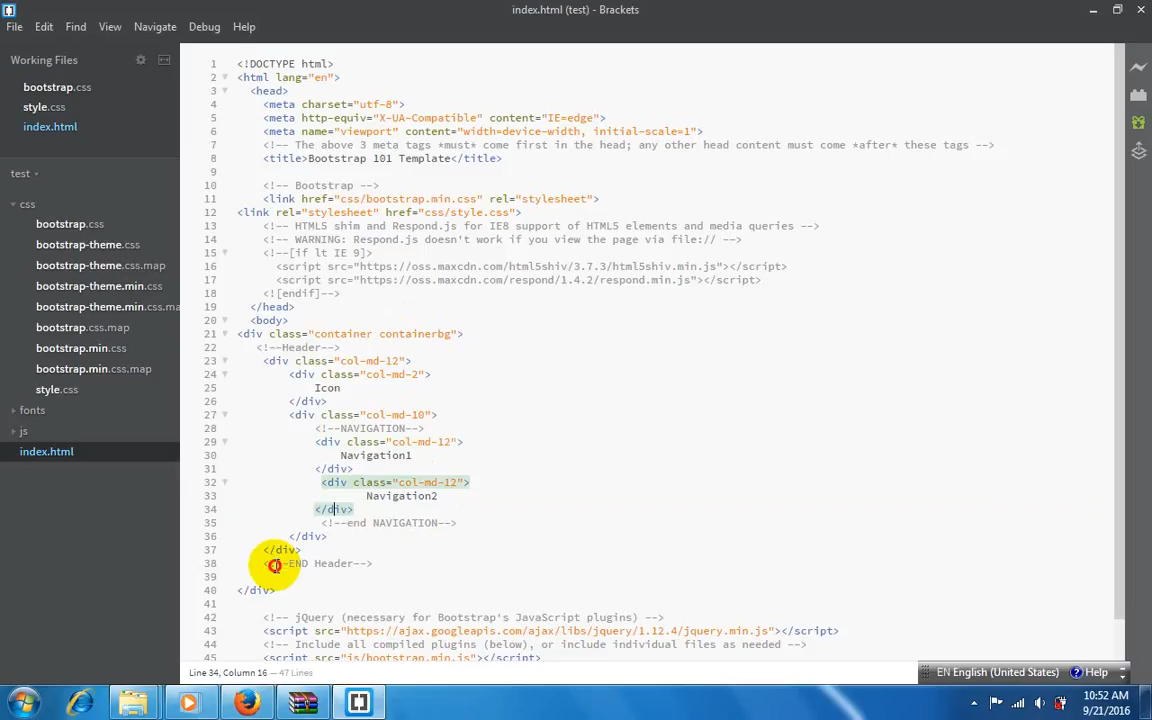 index.html (test) - Brackets
File Edit Find View Navigate Debug Help
Working Files
bootstrap.css
style.css
index.html
test
css
bootstrap.css
bootstrap-theme.css
bootstrap-theme.css.map
bootstrap-theme.min.css
bootstrap-theme.min.css.ma
bootstrap.css.map
bootstrap.min.css
bootstrap.min.css.map
style.css
fonts
js
index.html
1 <!DOCTYPE html>
2 <html lang="en">
3 <head>
4 <meta charset="utf-8">
5 <meta http-equiv="X-UA-Compatible" content="IE=edge">
6 <meta name="viewport" content="width=device-width, initial-scale=1">
7 <!-- The above 3 meta tags *must* come first in the head; any other head content must come *after* these tags -->
8 <title>Bootstrap 101 Template</title>
9
10 <!-- Bootstrap -->
11 <link href="css/bootstrap.min.css" rel="stylesheet">
12 <link rel="stylesheet" href="css/style.css">
13 <!-- HTML5 shim and Respond.js for IE8 support of HTML5 elements and media queries -->
14 <!-- WARNING: Respond.js doesn't work if you view the page via file:// -->
15 <!--[if lt IE 9]>
16 <script src="https://oss.maxcdn.com/html5shiv/3.7.3/html5shiv.min.js"></script>
17 <script src="https://oss.maxcdn.com/respond/1.4.2/respond.min.js"></script>
18 <![endif]-->
19 </head>
20 <body>
21 <div class="container containerbg">
22 <!--Header-->
23 <div class="col-md-12">
24 <div class="col-md-2">
25 Icon
26 </div>
27 <div class="col-md-10">
28 <!--NAVIGATION-->
29 <div class="col-md-12">
30 Navigation1
31 </div>
32 <div class="col-md-12">
33 Navigation2
34 </div>
35 <!--end NAVIGATION-->
36 </div>
37 </div>
38 <!--END Header-->
39
40 </div>
41
42 <!-- jQuery (necessary for Bootstrap's JavaScript plugins) -->
43 <script src="https://ajax.googleapis.com/ajax/libs/jquery/1.12.4/jquery.min.js"></script>
44 <!-- Include all compiled plugins (below), or include individual files as needed -->
45 <script src="js/bootstrap.min.js"></script>
Line 34, Column 16 — 47 Lines
EN English (United States) Help
10:52 AM
9/21/2016